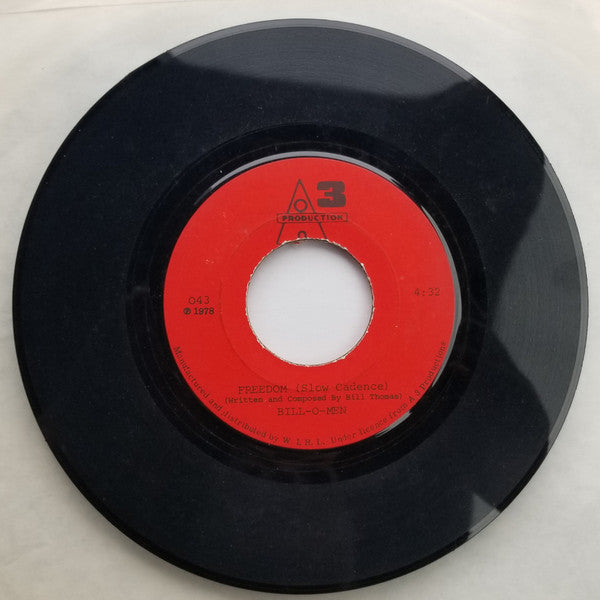 A 3
PRODUCTION
043
4:32
℗ 1978
FREEDOM (Slow Cadence)
(Written and Composed By Bill Thomas)
BILL-O-MEN
Manufactured and distributed by W. I. R. L. Under licence from A-3 Productions